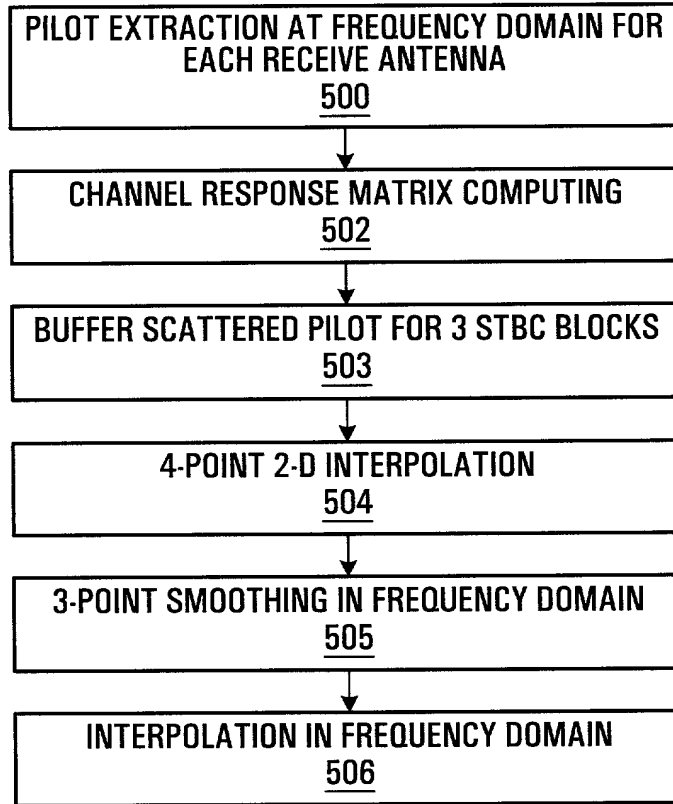 PILOT EXTRACTION AT FREQUENCY DOMAIN FOR
EACH RECEIVE ANTENNA
500
CHANNEL RESPONSE MATRIX COMPUTING
502
BUFFER SCATTERED PILOT FOR 3 STBC BLOCKS
503
4-POINT 2-D INTERPOLATION
504
3-POINT SMOOTHING IN FREQUENCY DOMAIN
505
INTERPOLATION IN FREQUENCY DOMAIN
506